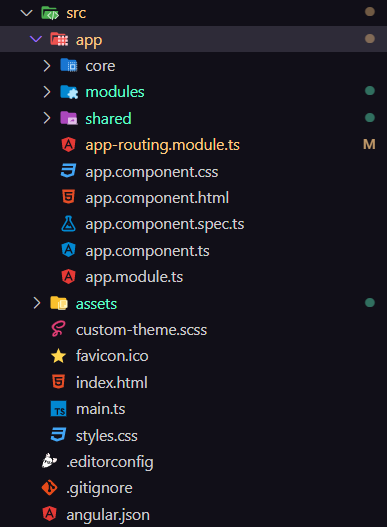 src
app
core
modules
shared
app-routing.module.ts M
app.component.css
app.component.html
app.component.spec.ts
app.component.ts
app.module.ts
assets
custom-theme.scss
favicon.ico
index.html
TS main.ts
styles.css
.editorconfig
.gitignore
angular.json